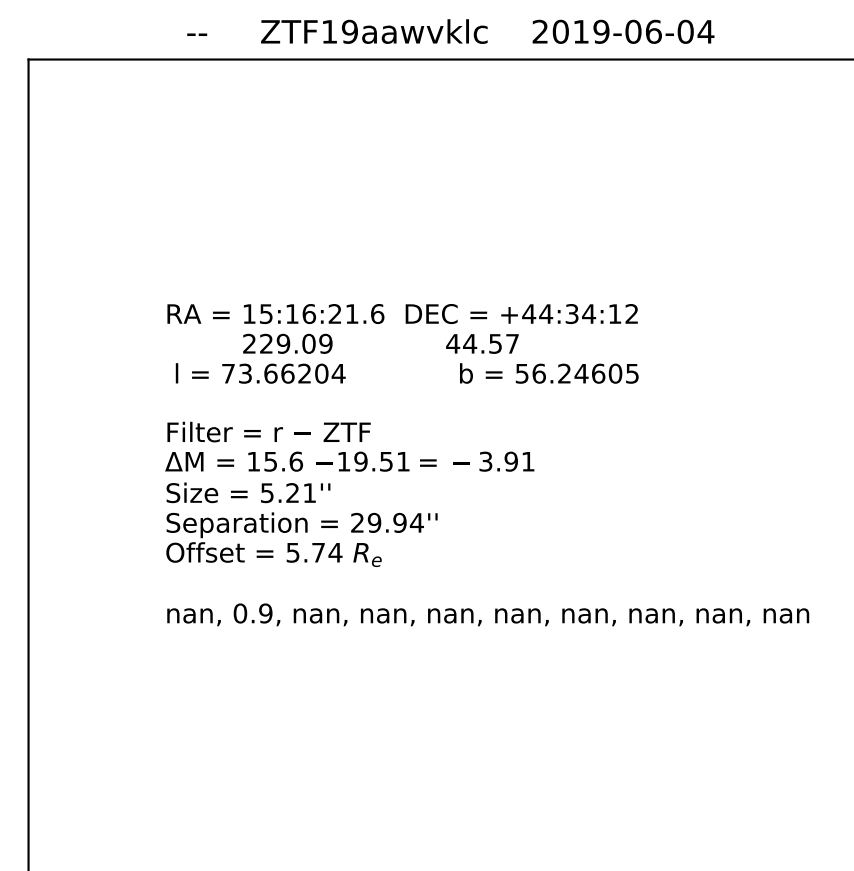 -- ZTF19aawvklc 2019-06-04
RA = 15:16:21.6 DEC = +44:34:12
229.09 44.57
l = 73.66204 b = 56.24605
Filter = r − ZTF
ΔM = 15.6 −19.51 = − 3.91
Size = 5.21''
Separation = 29.94''
Offset = 5.74 Rₑ
nan, 0.9, nan, nan, nan, nan, nan, nan, nan, nan